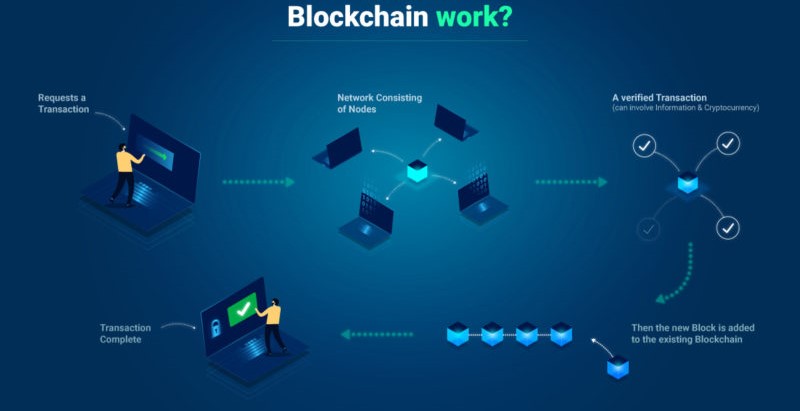 Blockchain work?
Requests a
Transaction
Network Consisting
of Nodes
A verified Transaction
(can involve Information & Cryptocurrency)
Transaction
Complete
Then the new Block is added
to the existing Blockchain